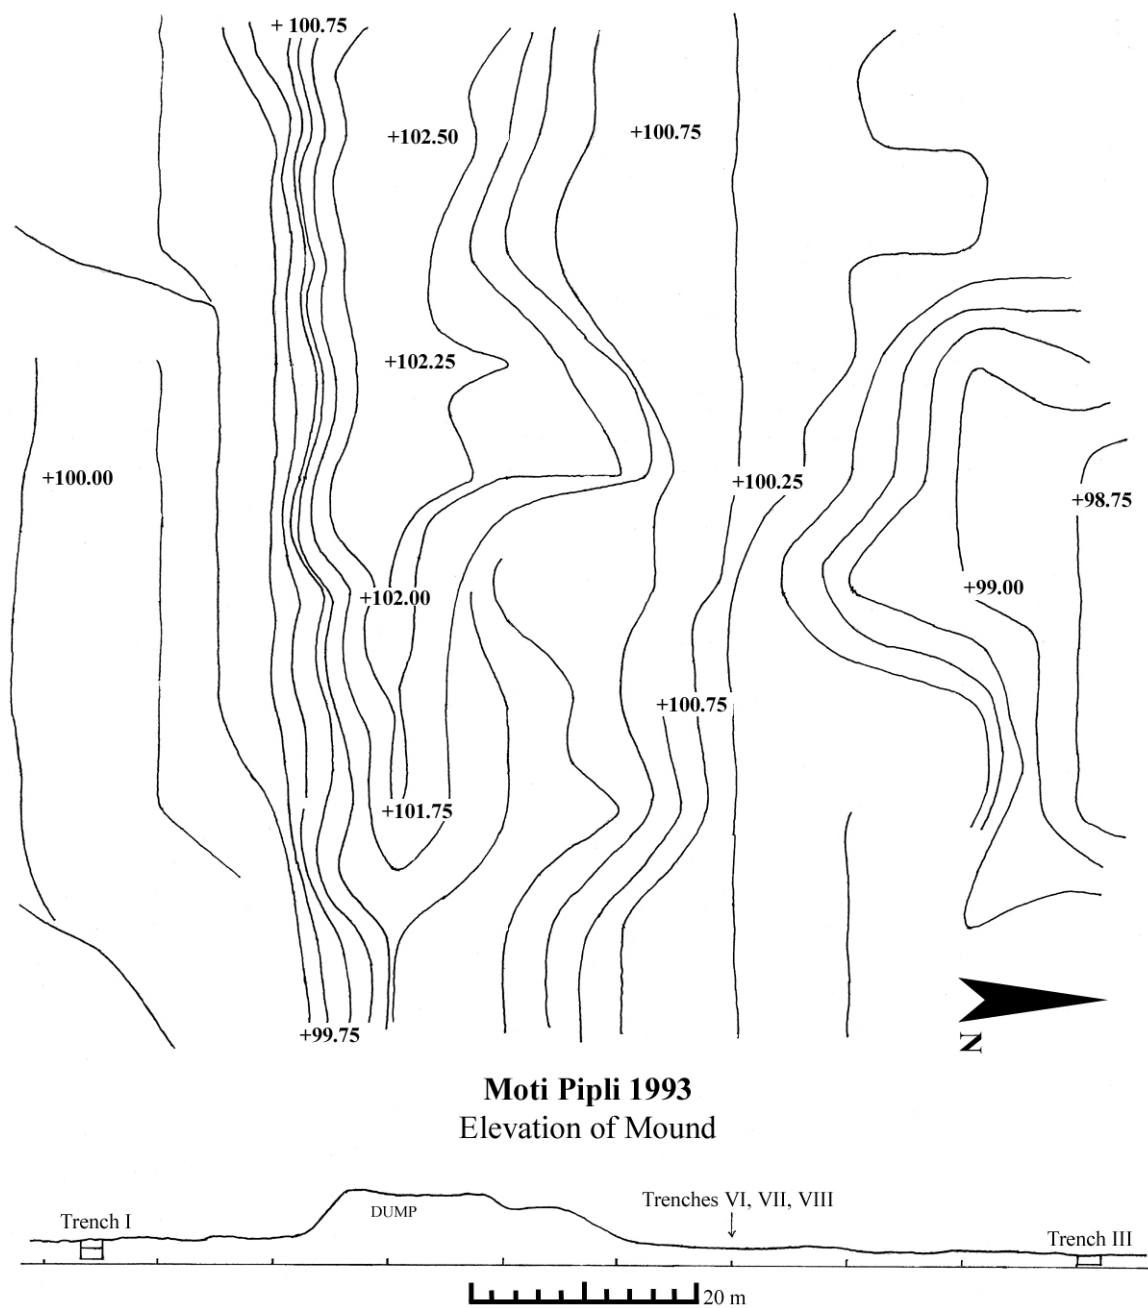 + 100.75
+102.50
+100.75
+102.25
+100.00
+100.25
+98.75
+102.00
+99.00
+100.75
+101.75
+99.75
N
Moti Pipli 1993
Elevation of Mound
Trench I
DUMP
Trenches VI, VII, VIII
Trench III
20 m